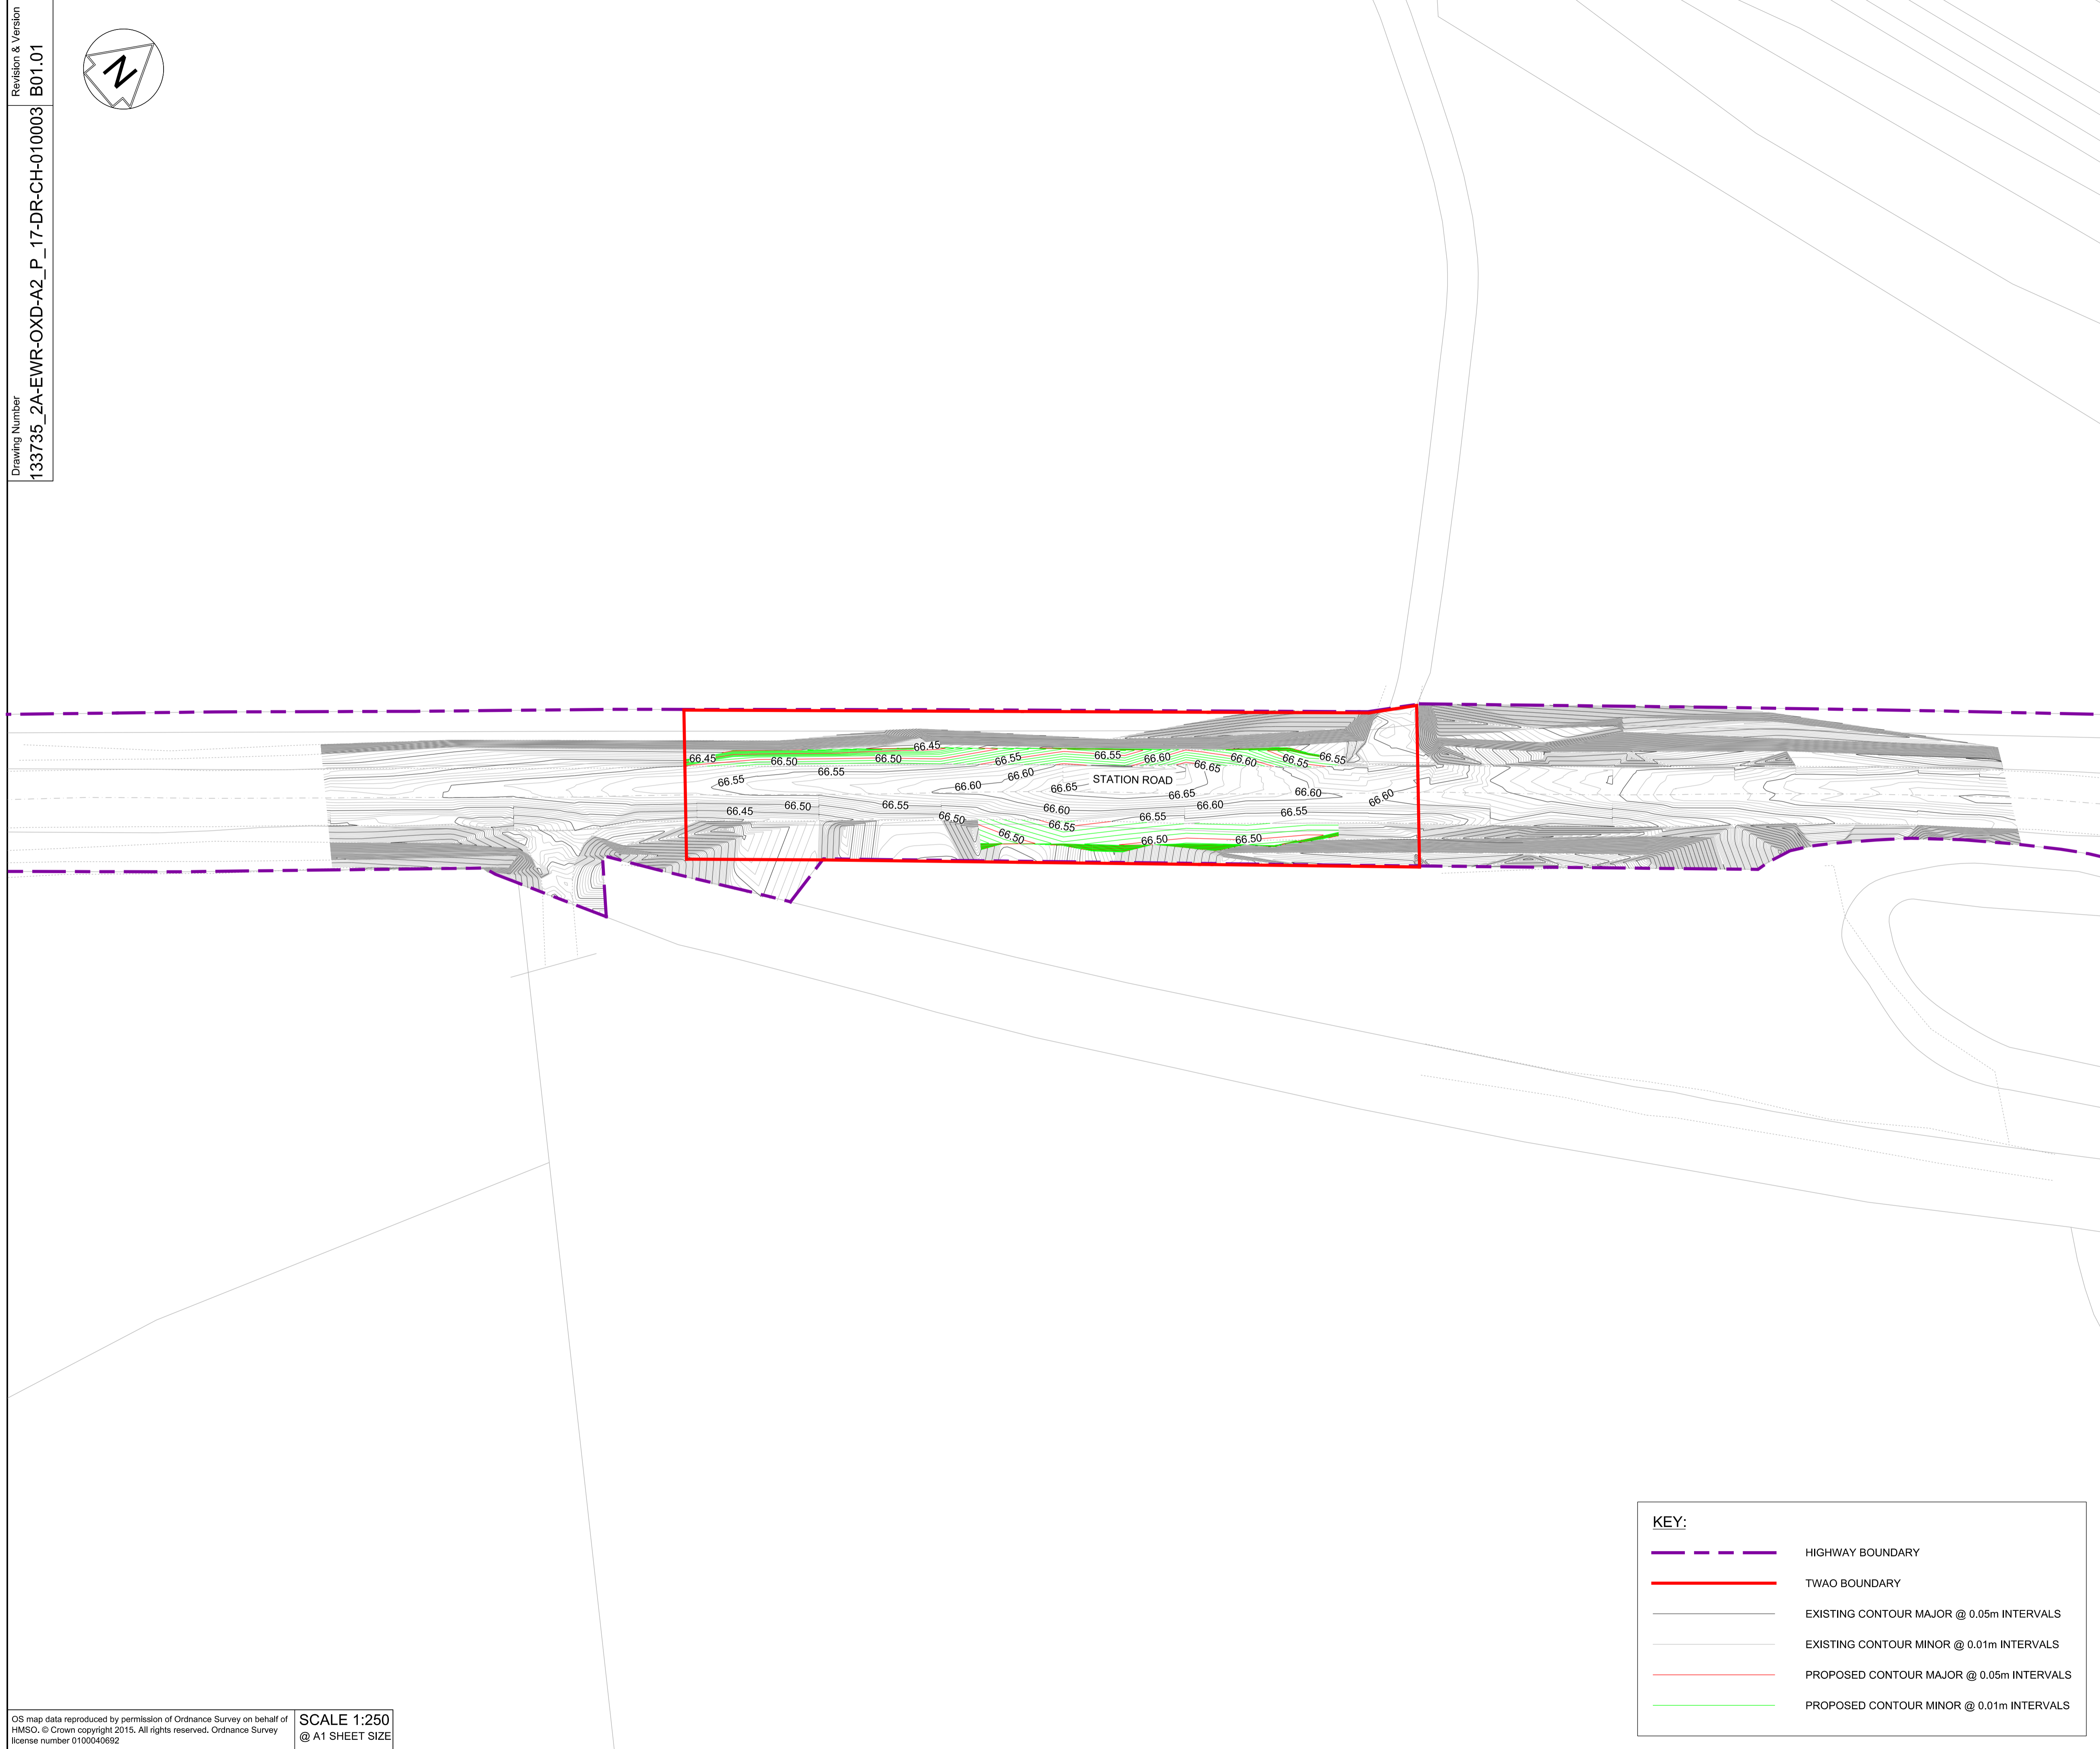 Revision & Version
B01.01
Drawing Number
133735_2A-EWR-OXD-A2_P_17-DR-CH-010003
N
66.45
66.45
66.50
66.50
66.55
66.55
66.60
66.65
66.60
66.55
66.55
66.55
66.55
66.60
66.60
66.65
STATION ROAD
66.65
66.60
66.60
66.45
66.50
66.55
66.60
66.60
66.55
66.50
66.55
66.55
66.50
66.50
66.50
KEY:
HIGHWAY BOUNDARY
TWAO BOUNDARY
EXISTING CONTOUR MAJOR @ 0.05m INTERVALS
EXISTING CONTOUR MINOR @ 0.01m INTERVALS
PROPOSED CONTOUR MAJOR @ 0.05m INTERVALS
PROPOSED CONTOUR MINOR @ 0.01m INTERVALS
OS map data reproduced by permission of Ordnance Survey on behalf of
HMSO. © Crown copyright 2015. All rights reserved. Ordnance Survey
license number 0100040692
SCALE 1:250
@ A1 SHEET SIZE